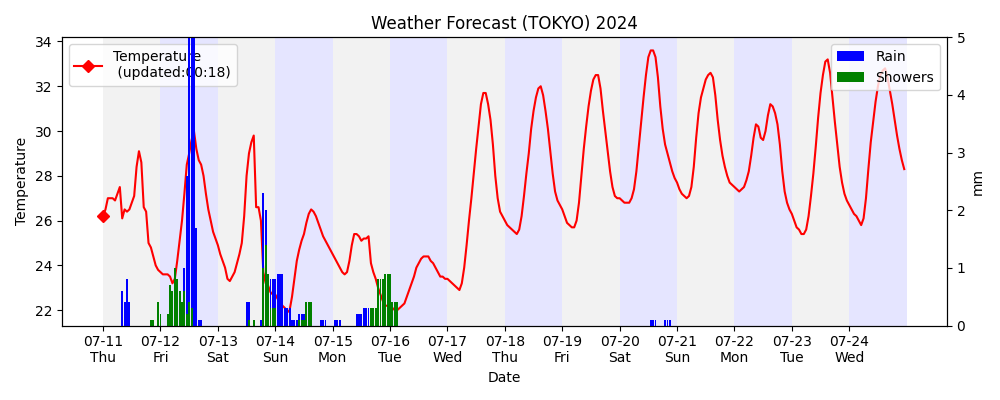 Weather Forecast (TOKYO) 2024
Temperature
(updated:00:18)
Rain
Showers
34
32
30
28
26
24
22
Temperature
5
4
3
2
1
0
mm
07-11 07-12 07-13 07-14 07-15 07-16 07-17 07-18 07-19 07-20 07-21 07-22 07-23 07-24
Thu Fri Sat Sun Mon Tue Wed Thu Fri Sat Sun Mon Tue Wed
Date